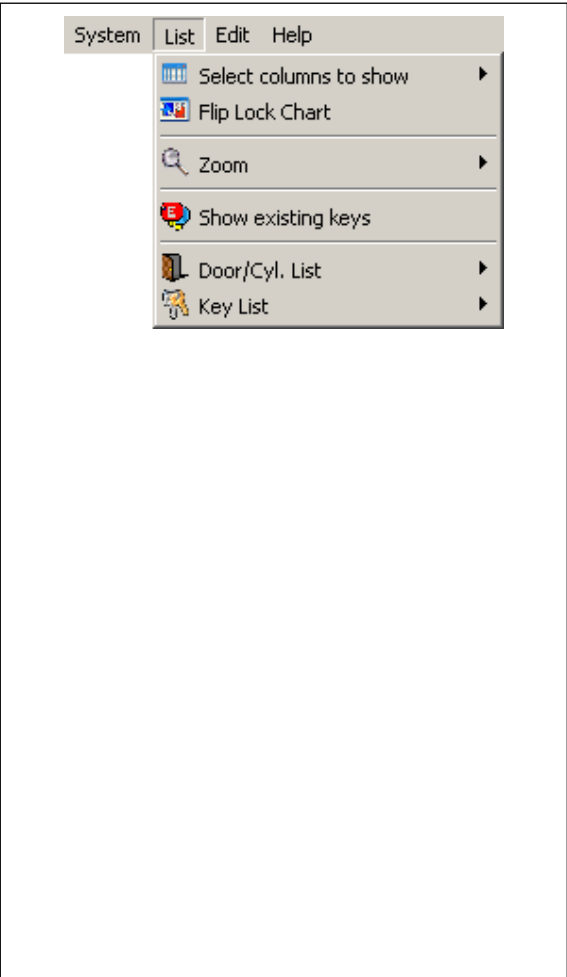 System List Edit Help
Select columns to show
Flip Lock Chart
Zoom
Show existing keys
Door/Cyl. List
Key List